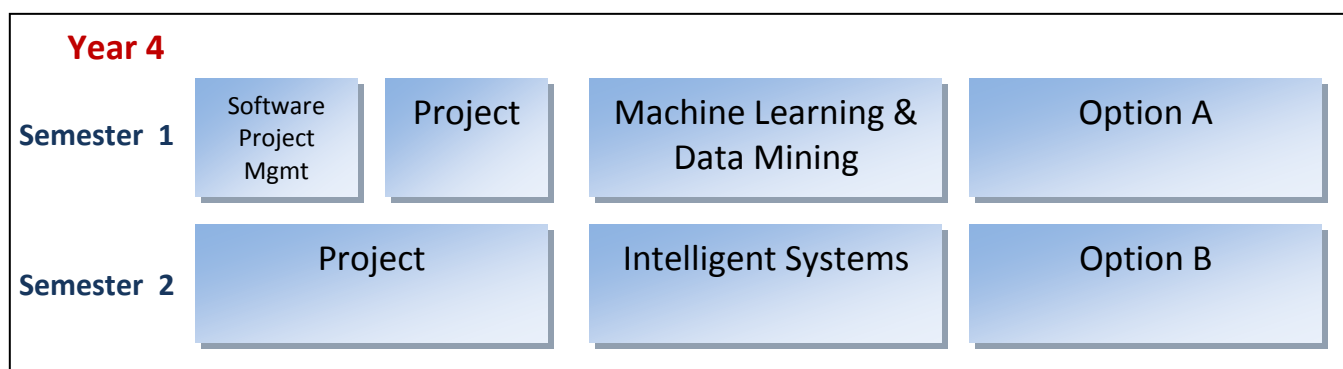 Year 4
Semester 1
Software
Project
Mgmt
Project
Machine Learning &
Data Mining
Option A
Semester 2
Project
Intelligent Systems
Option B